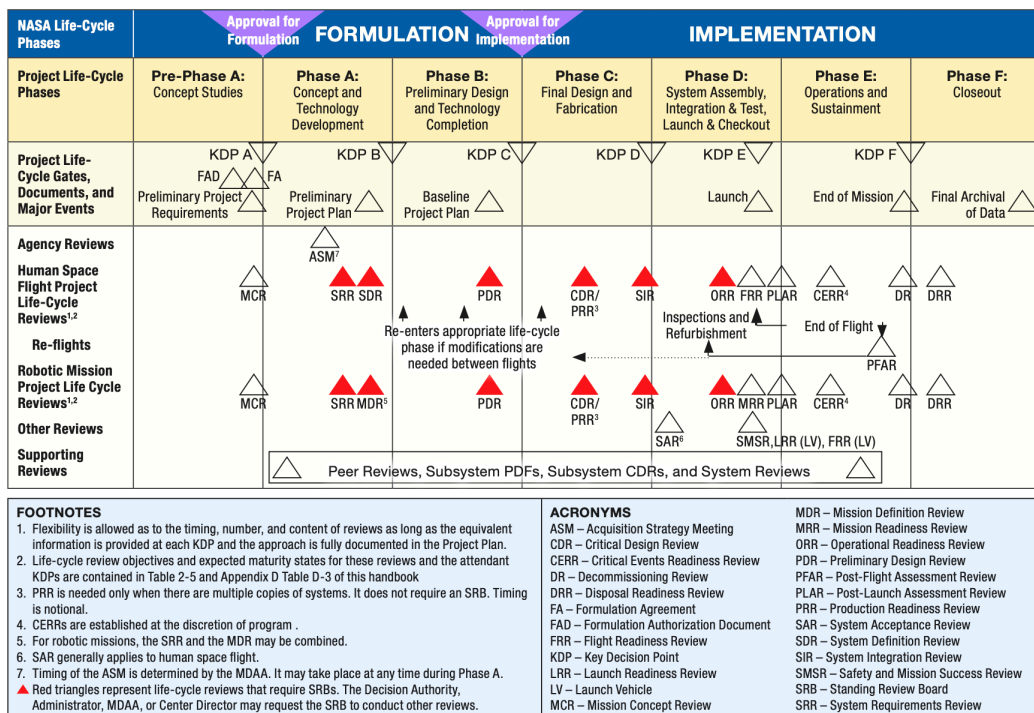 NASA Life-Cycle
Phases
Approval for
Formulation
FORMULATION
Approval for
Implementation
IMPLEMENTATION
Project Life-Cycle
Phases
Pre-Phase A:
Concept Studies
Phase A:
Concept and
Technology
Development
Phase B:
Preliminary Design
and Technology
Completion
Phase C:
Final Design and
Fabrication
Phase D:
System Assembly,
Integration & Test,
Launch & Checkout
Phase E:
Operations and
Sustainment
Phase F:
Closeout
Project Life-
Cycle Gates,
Documents, and
Major Events
KDP A
KDP B
KDP C
KDP D
KDP E
KDP F
FAD
FA
Preliminary Project
Requirements
Preliminary
Project Plan
Baseline
Project Plan
Launch
End of Mission
Final Archival
of Data
Agency Reviews
ASM7
Human Space
Flight Project
Life-Cycle
Reviews1,2
MCR
SRR
SDR
PDR
CDR/
PRR3
SIR
ORR
FRR
PLAR
CERR4
DR
DRR
Re-flights
Re-enters appropriate life-cycle
phase if modifications are
needed between flights
Inspections and
Refurbishment
End of Flight
PFAR
Robotic Mission
Project Life Cycle
Reviews1,2
MCR
SRR
MDR5
PDR
CDR/
PRR3
SIR
ORR
MRR
PLAR
CERR4
DR
DRR
Other Reviews
SAR6
SMSR,LRR (LV), FRR (LV)
Supporting
Reviews
Peer Reviews, Subsystem PDFs, Subsystem CDRs, and System Reviews
FOOTNOTES
1. Flexibility is allowed as to the timing, number, and content of reviews as long as the equivalent
information is provided at each KDP and the approach is fully documented in the Project Plan.
2. Life-cycle review objectives and expected maturity states for these reviews and the attendant
KDPs are contained in Table 2-5 and Appendix D Table D-3 of this handbook
3. PRR is needed only when there are multiple copies of systems. It does not require an SRB. Timing
is notional.
4. CERRs are established at the discretion of program .
5. For robotic missions, the SRR and the MDR may be combined.
6. SAR generally applies to human space flight.
7. Timing of the ASM is determined by the MDAA. It may take place at any time during Phase A.
Red triangles represent life-cycle reviews that require SRBs. The Decision Authority,
Administrator, MDAA, or Center Director may request the SRB to conduct other reviews.
ACRONYMS
ASM – Acquisition Strategy Meeting
CDR – Critical Design Review
CERR – Critical Events Readiness Review
DR – Decommissioning Review
DRR – Disposal Readiness Review
FA – Formulation Agreement
FAD – Formulation Authorization Document
FRR – Flight Readiness Review
KDP – Key Decision Point
LRR – Launch Readiness Review
LV – Launch Vehicle
MCR – Mission Concept Review
MDR – Mission Definition Review
MRR – Mission Readiness Review
ORR – Operational Readiness Review
PDR – Preliminary Design Review
PFAR – Post-Flight Assessment Review
PLAR – Post-Launch Assessment Review
PRR – Production Readiness Review
SAR – System Acceptance Review
SDR – System Definition Review
SIR – System Integration Review
SMSR – Safety and Mission Success Review
SRB – Standing Review Board
SRR – System Requirements Review